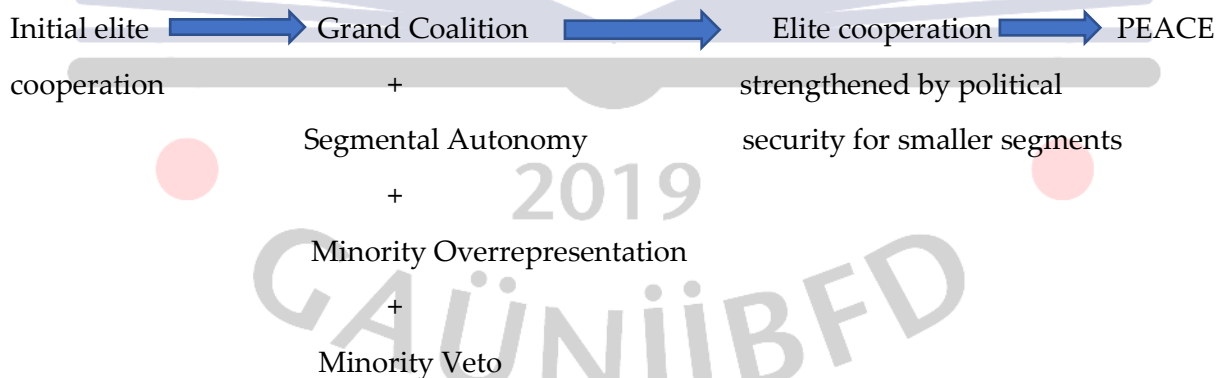 Initial elite Grand Coalition Elite cooperation PEACE
cooperation + strengthened by political
Segmental Autonomy security for smaller segments
+
2019
Minority Overrepresentation
GAÜNİİBFD
+
Minority Veto